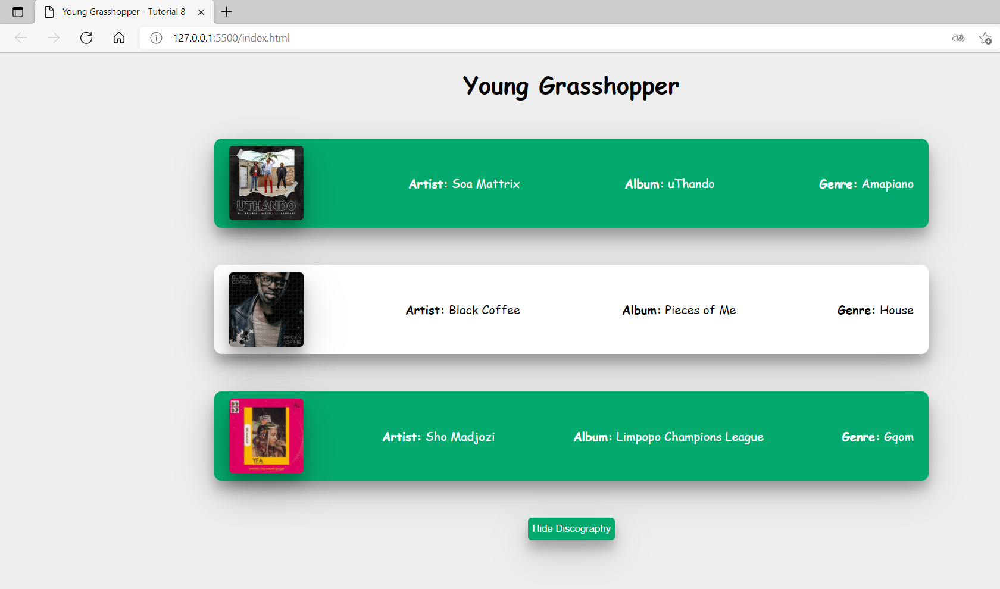 Young Grasshopper - Tutorial 8
127.0.0.1:5500/index.html
aあ
Young Grasshopper
UTHANDO
Artist: Soa Mattrix Album: uThando Genre: Amapiano
BLACK
COFFEE
PIECES
OF ME
Artist: Black Coffee Album: Pieces of Me Genre: House
YFA
Artist: Sho Madjozi Album: Limpopo Champions League Genre: Gqom
Hide Discography